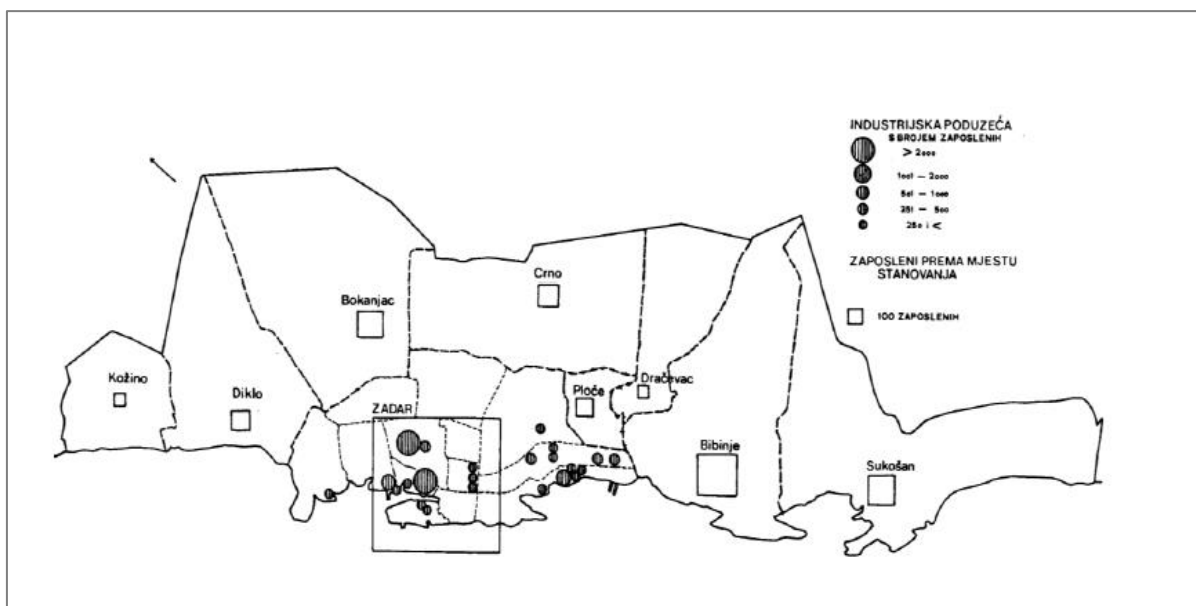 INDUSTRIJSKA PODUZEĆA
S BROJEM ZAPOSLENIH
> 2000
1001 — 2000
501 — 1000
251 — 500
250 i <
ZAPOSLENI PREMA MJESTU
STANOVANJA
100 ZAPOSLENIH
Crno
Bokanjac
Kožino
Diklo
ZADAR
Ploče
Dračevac
Bibinje
Sukošan